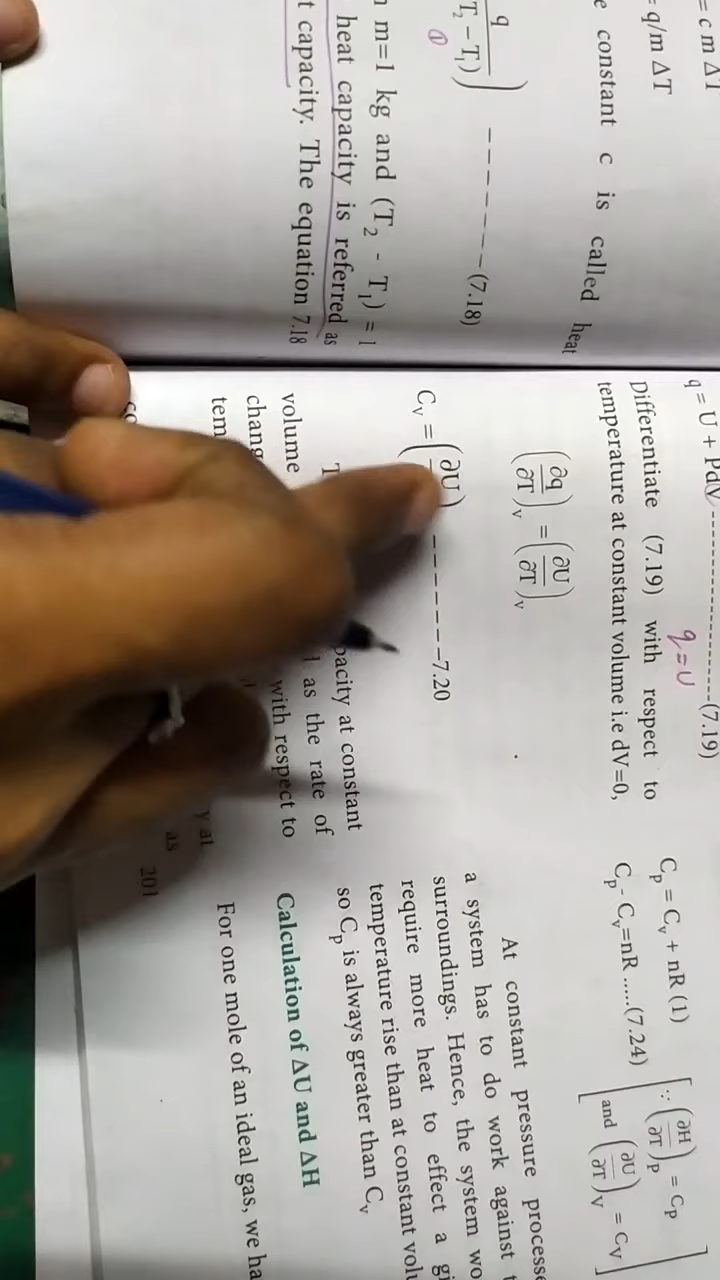 = c m ΔT
= q/m ΔT
e constant c is called heat
q
T₂ – T₁) -------(7.18)
①
m=1 kg and (T₂ - T₁) = 1
heat capacity is referred as
t capacity. The equation 7.18
q = U + PdV ------------------(7.19)
q = U
Differentiate (7.19) with respect to
temperature at constant volume i.e dV=0,
(∂q/∂T)ᵥ = (∂U/∂T)ᵥ
Cᵥ = (∂U) -------7.20
pacity at constant
volume as the rate of
with respect to
y at
as
201
Cₚ = Cᵥ + nR (1)
Cₚ - Cᵥ=nR .....(7.24)
[∵ (∂H/∂T)ₚ = Cₚ
and (∂U/∂T)ᵥ = Cᵥ]
At constant pressure
a system has to do work against
surroundings. Hence, the system
require more heat to effect a
temperature rise than at constant
so Cₚ is always greater than Cᵥ
Calculation of ΔU and ΔH
For one mole of an ideal gas, we